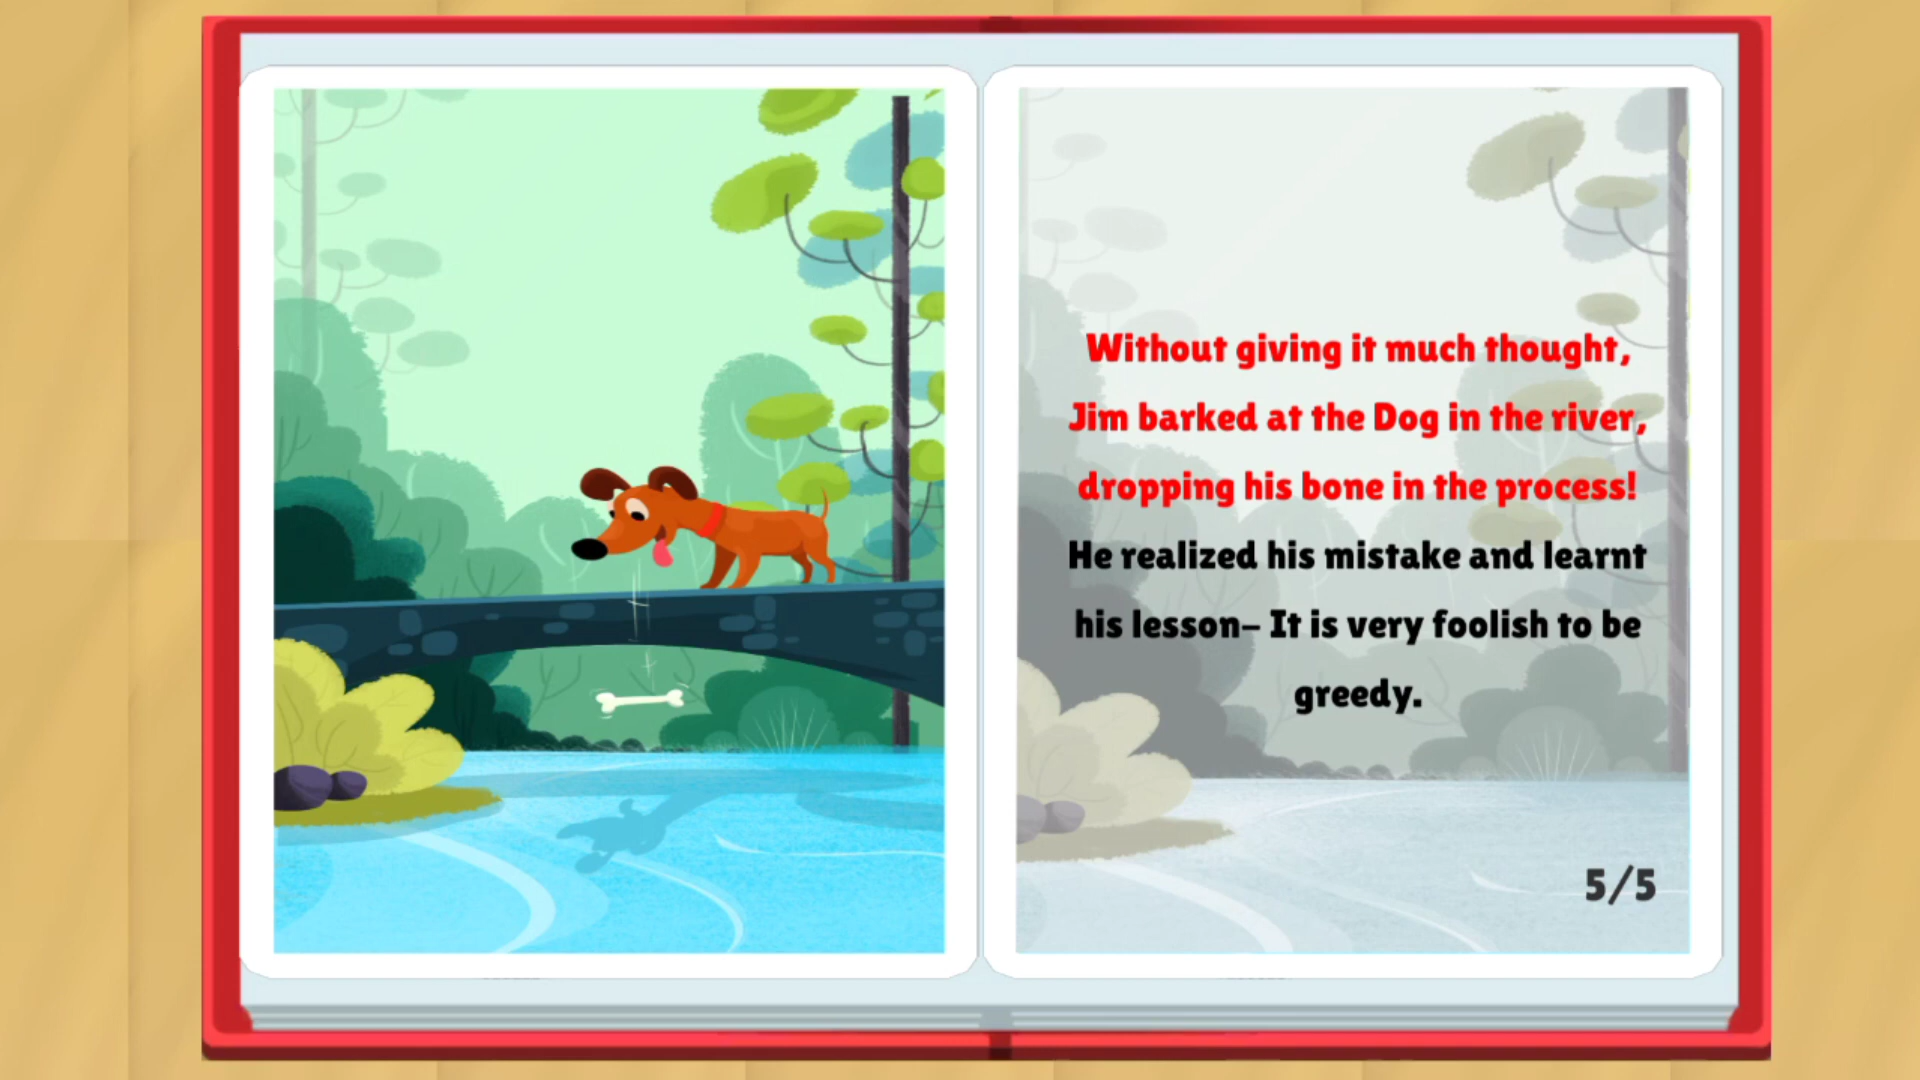 Without giving it much thought,
Jim barked at the Dog in the river,
dropping his bone in the process!
He realized his mistake and learnt
his lesson– It is very foolish to be
greedy.
5/5